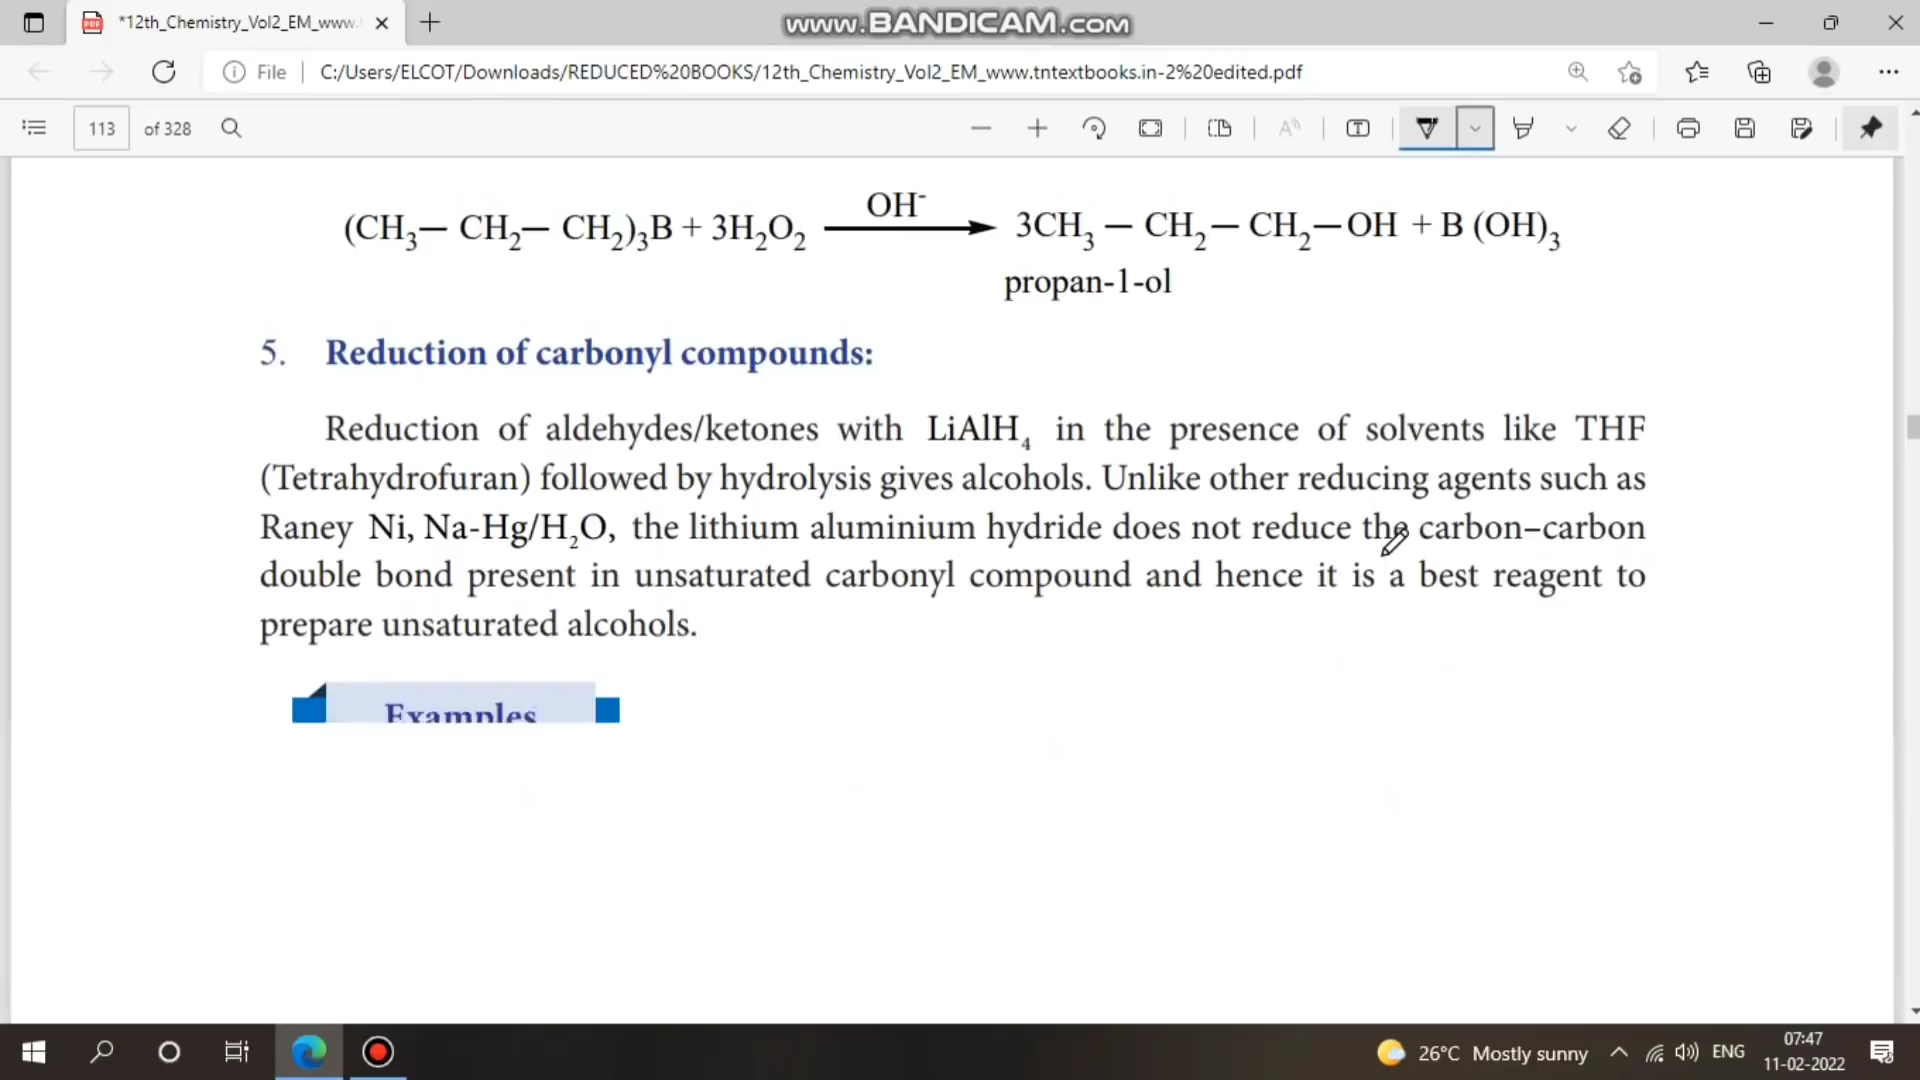 *12th_Chemistry_Vol2_EM_www.
www.BANDICAM.com
File
C:/Users/ELCOT/Downloads/REDUCED%20BOOKS/12th_Chemistry_Vol2_EM_www.tntextbooks.in-2%20edited.pdf
113 of 328
OH⁻
(CH₃— CH₂— CH₂)₃B + 3H₂O₂ → 3CH₃ — CH₂— CH₂—OH + B (OH)₃
propan-1-ol
5. Reduction of carbonyl compounds:
Reduction of aldehydes/ketones with LiAlH₄ in the presence of solvents like THF
(Tetrahydrofuran) followed by hydrolysis gives alcohols. Unlike other reducing agents such as
Raney Ni, Na-Hg/H₂O, the lithium aluminium hydride does not reduce the carbon–carbon
double bond present in unsaturated carbonyl compound and hence it is a best reagent to
prepare unsaturated alcohols.
Examples
26°C Mostly sunny
ENG
07:47
11-02-2022